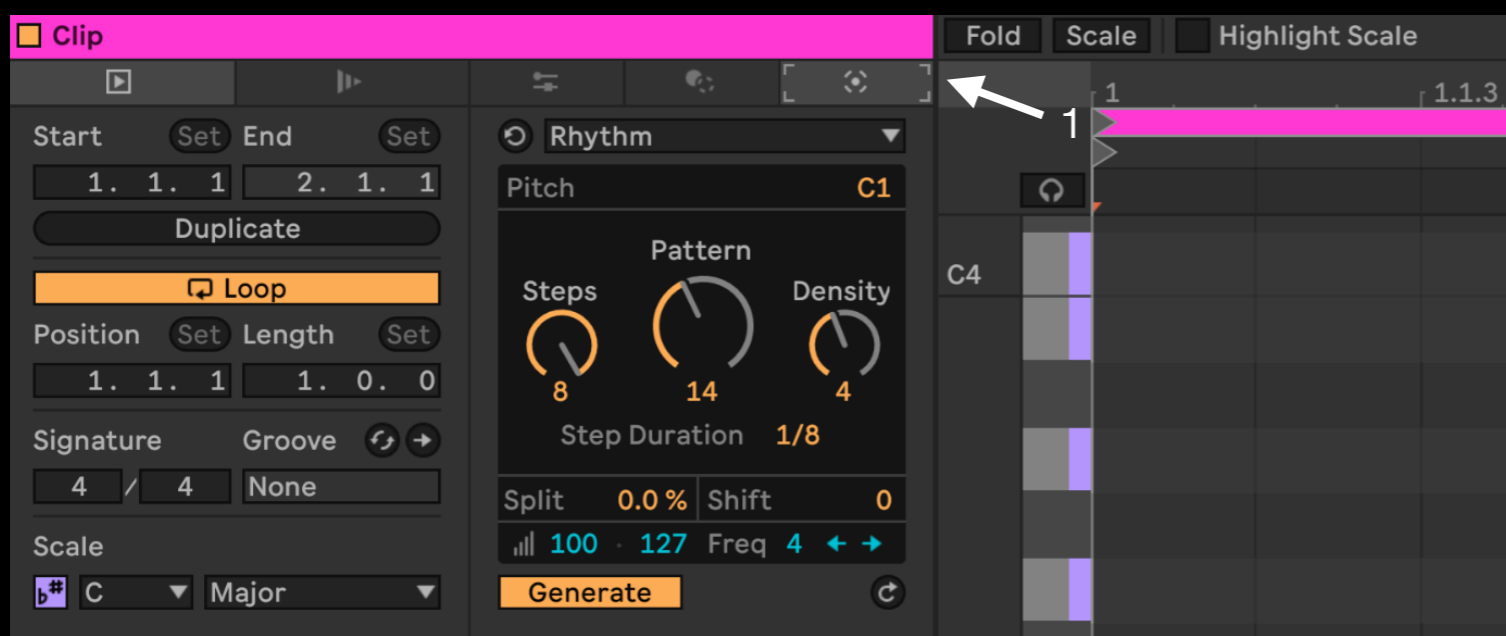 Clip
Fold Scale Highlight Scale
1 1.1.3
1
Start Set End Set
1. 1. 1 2. 1. 1
Duplicate
Loop
Position Set Length Set
1. 1. 1 1. 0. 0
Signature Groove
4 / 4 None
Scale
♭# C Major
Rhythm
Pitch C1
Pattern
Steps Density
8 14 4
Step Duration 1/8
Split 0.0 % Shift 0
100 · 127 Freq 4
Generate
C4